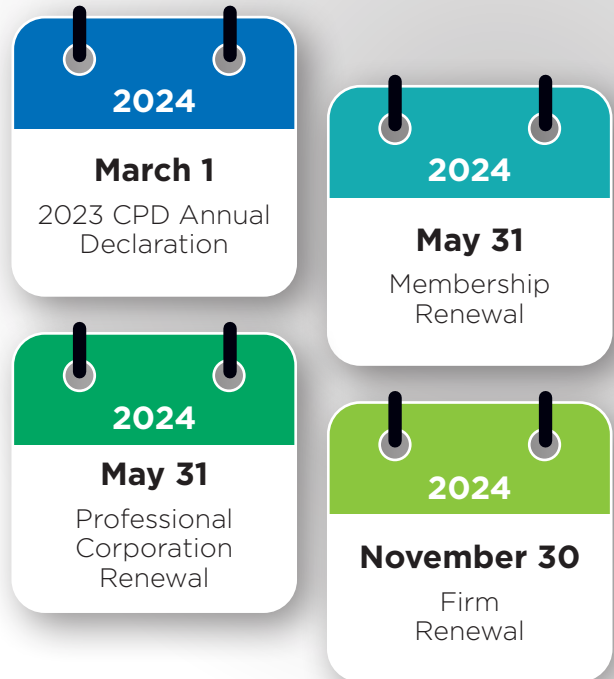 2024
March 1
2023 CPD Annual
Declaration
2024
May 31
Membership
Renewal
2024
May 31
Professional
Corporation
Renewal
2024
November 30
Firm
Renewal